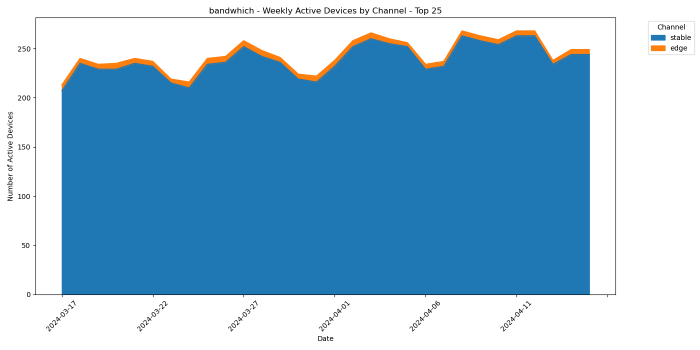 bandwhich - Weekly Active Devices by Channel - Top 25
Channel
stable
edge
Number of Active Devices
250
200
150
100
50
0
2024-03-17
2024-03-22
2024-03-27
2024-04-01
2024-04-06
2024-04-11
Date